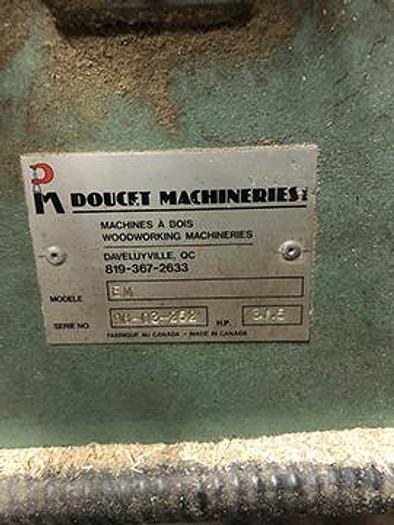 DOUCET MACHINERIES INC.
MACHINES À BOIS
WOODWORKING MACHINERIES
DAVELUYVILLE, QC
819-367-2633
MODELE
SERIE NO. H.P.
FABRIQUÉ AU CANADA – MADE IN CANADA